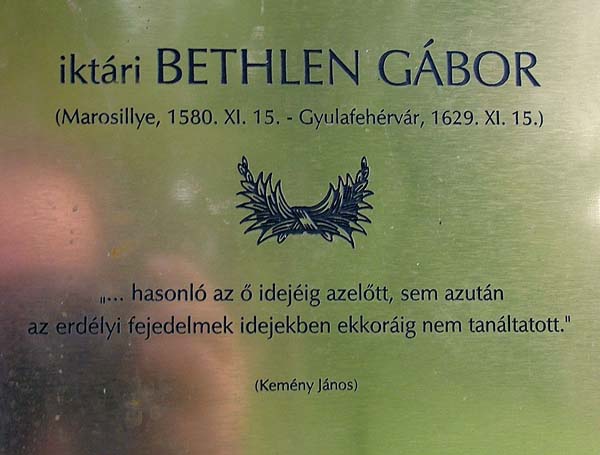 iktári BETHLEN GÁBOR
(Marosillye, 1580. XI. 15. - Gyulafehérvár, 1629. XI. 15.)
„... hasonló az ő idejéig azelőtt, sem azután
az erdélyi fejedelmek idejekben ekkoráig nem tanáltatott."
(Kemény János)